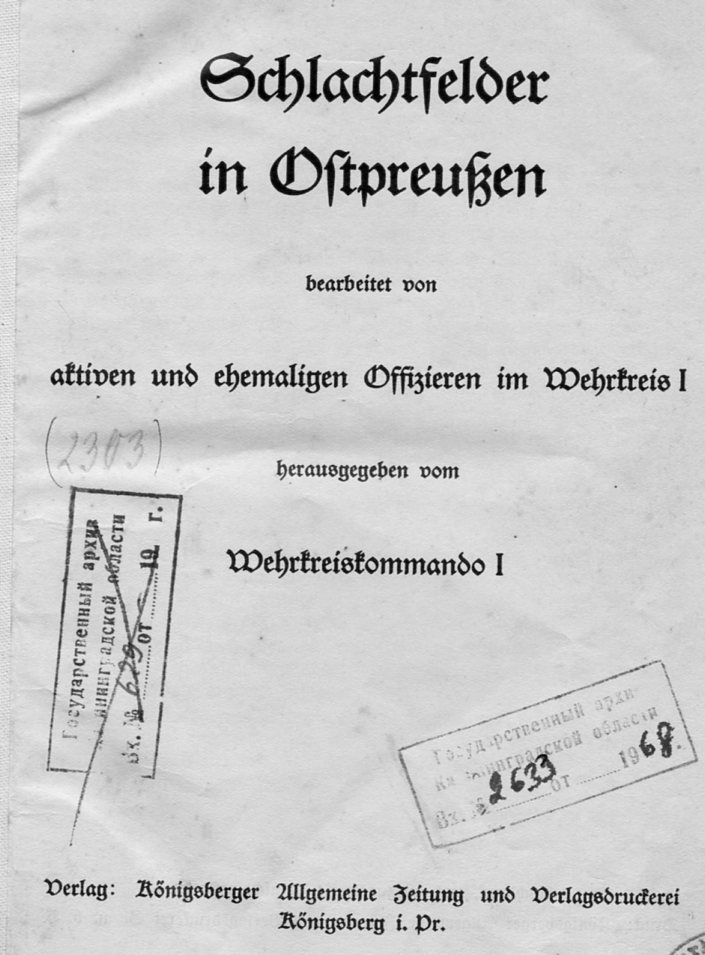 Schlachtfelder
in Ostpreußen
bearbeitet von
aktiven und ehemaligen Offizieren im Wehrkreis I
(2303)
herausgegeben vom
Wehrkreiskommando I
Государственный архив
Калининградской области
Вх. № 629 от 19 г.
Государственный архив
Калининградской области
Вх. № 2633 от 1968.
Verlag: Königsberger Allgemeine Zeitung und Verlagsdruckerei
Königsberg i. Pr.